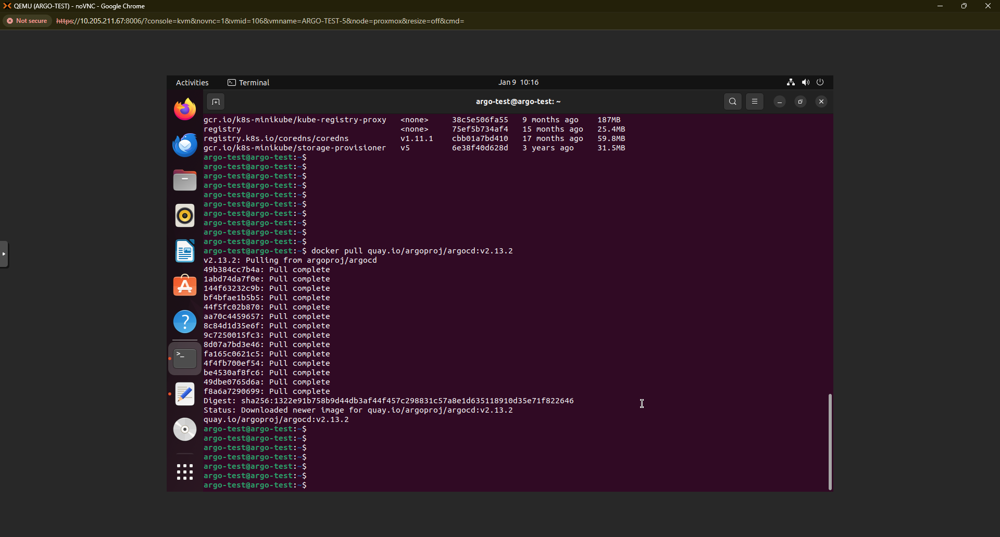 QEMU (ARGO-TEST) - noVNC - Google Chrome
Not secure https://10.205.211.67:8006/?console=kvm&novnc=1&vmid=106&vmname=ARGO-TEST-5&node=proxmox&resize=off&cmd=
Activities Terminal Jan 9 10:16
argo-test@argo-test: ~
gcr.io/k8s-minikube/kube-registry-proxy <none> 38c5e506fa55 9 months ago 187MB
registry <none> 75ef5b734af4 15 months ago 25.4MB
registry.k8s.io/coredns/coredns v1.11.1 cbb01a7bd410 17 months ago 59.8MB
gcr.io/k8s-minikube/storage-provisioner v5 6e38f40d628d 3 years ago 31.5MB
argo-test@argo-test:~$
argo-test@argo-test:~$
argo-test@argo-test:~$
argo-test@argo-test:~$
argo-test@argo-test:~$
argo-test@argo-test:~$
argo-test@argo-test:~$
argo-test@argo-test:~$
argo-test@argo-test:~$
argo-test@argo-test:~$
argo-test@argo-test:~$ docker pull quay.io/argoproj/argocd:v2.13.2
v2.13.2: Pulling from argoproj/argocd
49b384cc7b4a: Pull complete
1abd74da7f0e: Pull complete
144f63232c9b: Pull complete
bf4bfae1b5b5: Pull complete
44f5fc02b870: Pull complete
aa70c4459657: Pull complete
8c84d1d35e6f: Pull complete
9c7250015fc3: Pull complete
8d07a7bd3e46: Pull complete
fa165c0621c5: Pull complete
4f4fb700ef54: Pull complete
be4530af8fc6: Pull complete
49dbe0765d6a: Pull complete
f8a6a7290699: Pull complete
Digest: sha256:1322e91b758b9d44db3af44f457c298831c57a8e1d635118910d35e71f822646
Status: Downloaded newer image for quay.io/argoproj/argocd:v2.13.2
quay.io/argoproj/argocd:v2.13.2
argo-test@argo-test:~$
argo-test@argo-test:~$
argo-test@argo-test:~$
argo-test@argo-test:~$
argo-test@argo-test:~$
argo-test@argo-test:~$
argo-test@argo-test:~$